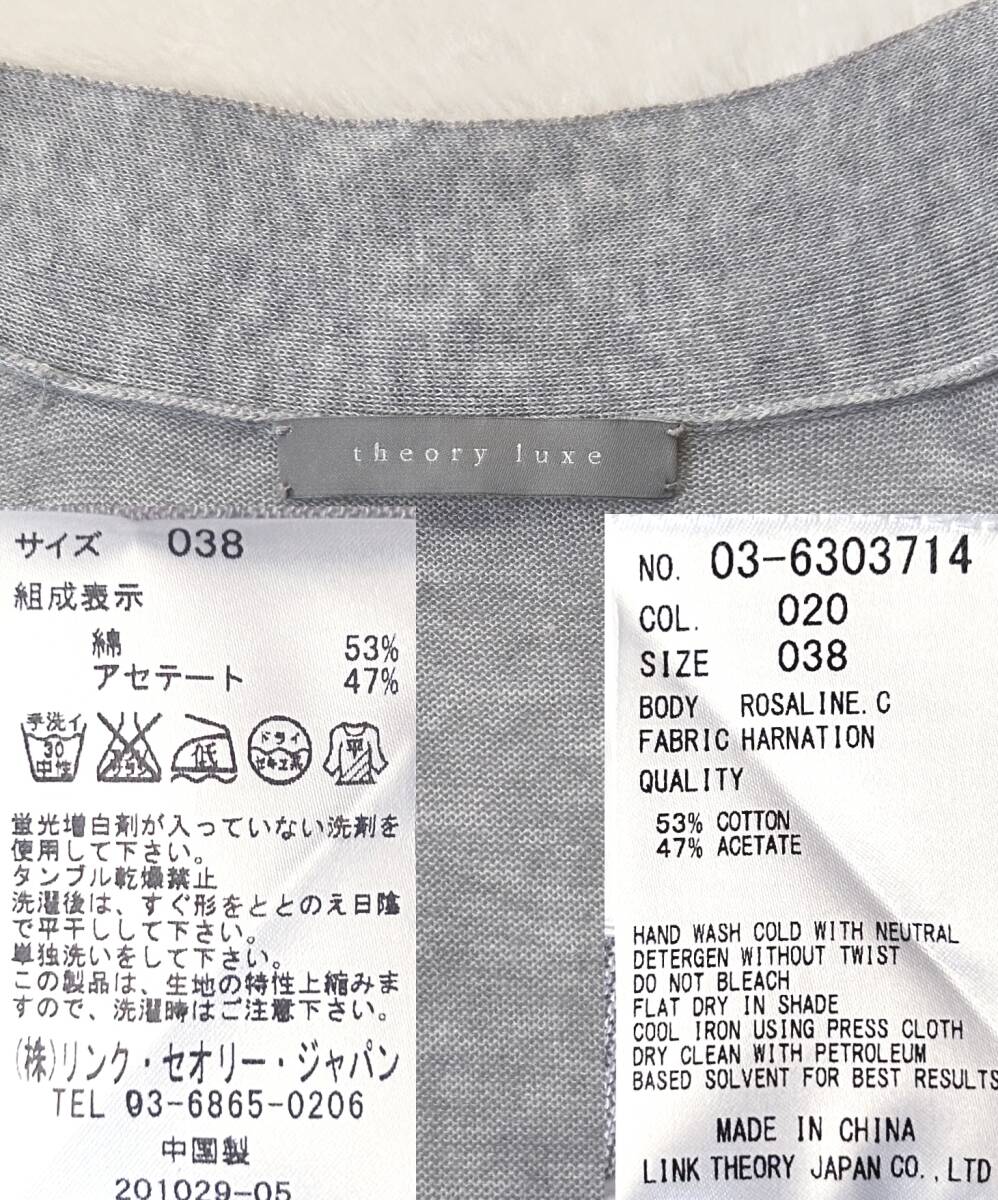 theory luxe
サイズ 038
組成表示
綿 53%
アセテート 47%
手洗イ
30
中性
エンソサラシ
低
ドライ
セキユ系
平
蛍光増白剤が入っていない洗剤を
使用して下さい。
タンブル乾燥禁止
洗濯後は、すぐ形をととのえ日陰
で平干しして下さい。
単独洗いをして下さい。
この製品は、生地の特性上縮みま
すので、洗濯時はご注意下さい。
(株)リンク・セオリー・ジャパン
TEL 03-6865-0206
中国製
201029-05
NO. 03-6303714
COL. 020
SIZE 038
BODY ROSALINE.C
FABRIC HARNATION
QUALITY
53% COTTON
47% ACETATE
HAND WASH COLD WITH NEUTRAL
DETERGEN WITHOUT TWIST
DO NOT BLEACH
FLAT DRY IN SHADE
COOL IRON USING PRESS CLOTH
DRY CLEAN WITH PETROLEUM
BASED SOLVENT FOR BEST RESULTS
MADE IN CHINA
LINK THEORY JAPAN CO.,LTD